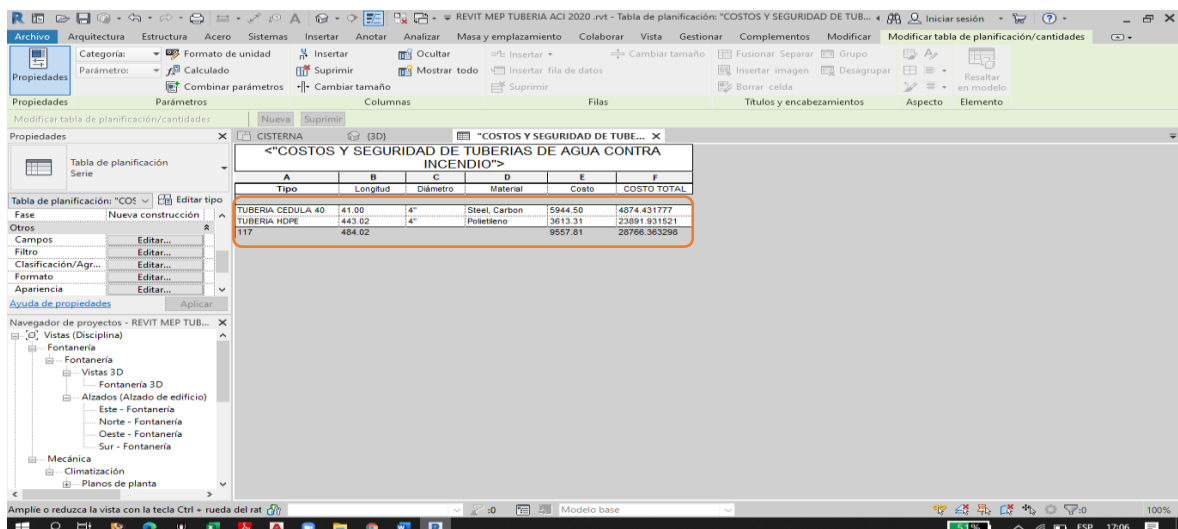 REVIT MEP TUBERIA ACI 2020 .rvt - Tabla de planificación: "COSTOS Y SEGURIDAD DE TUB... Iniciar sesión
Archivo Arquitectura Estructura Acero Sistemas Insertar Anotar Analizar Masa y emplazamiento Colaborar Vista Gestionar Complementos Modificar Modificar tabla de planificación/cantidades
Categoría: Formato de unidad Insertar Ocultar Insertar Cambiar tamaño Fusionar Separar Grupo
Propiedades Parámetro: Calculado Suprimir Mostrar todo Insertar fila de datos Insertar imagen Desagrupar Resaltar
Combinar parámetros Cambiar tamaño Suprimir Borrar celda en modelo
Propiedades Parámetros Columnas Filas Títulos y encabezamientos Aspecto Elemento
Modificar tabla de planificación/cantidades Nueva Suprimir
Propiedades
CISTERNA {3D} "COSTOS Y SEGURIDAD DE TUBE...
Tabla de planificación
Serie
Tabla de planificación: "COS Editar tipo
Fase Nueva construcción
Otros
Campos Editar...
Filtro Editar...
Clasificación/Agr... Editar...
Formato Editar...
Apariencia Editar...
Ayuda de propiedades Aplicar
<"COSTOS Y SEGURIDAD DE TUBERIAS DE AGUA CONTRA
INCENDIO">
A B C D E F
Tipo Longitud Diámetro Material Costo COSTO TOTAL
TUBERIA CEDULA 40 41.00 4" Steel, Carbon 5944.50 4874.431777
TUBERIA HDPE 443.02 4" Polietileno 3613.31 23891.931521
117 484.02 9557.81 28766.363298
Navegador de proyectos - REVIT MEP TUB...
Vistas (Disciplina)
Fontanería
Fontanería
Vistas 3D
Fontanería 3D
Alzados (Alzado de edificio)
Este - Fontanería
Norte - Fontanería
Oeste - Fontanería
Sur - Fontanería
Mecánica
Climatización
Planos de planta
Amplíe o reduzca la vista con la tecla Ctrl + rueda del rat :0 Modelo base :0 100%
51% ESP 17:06